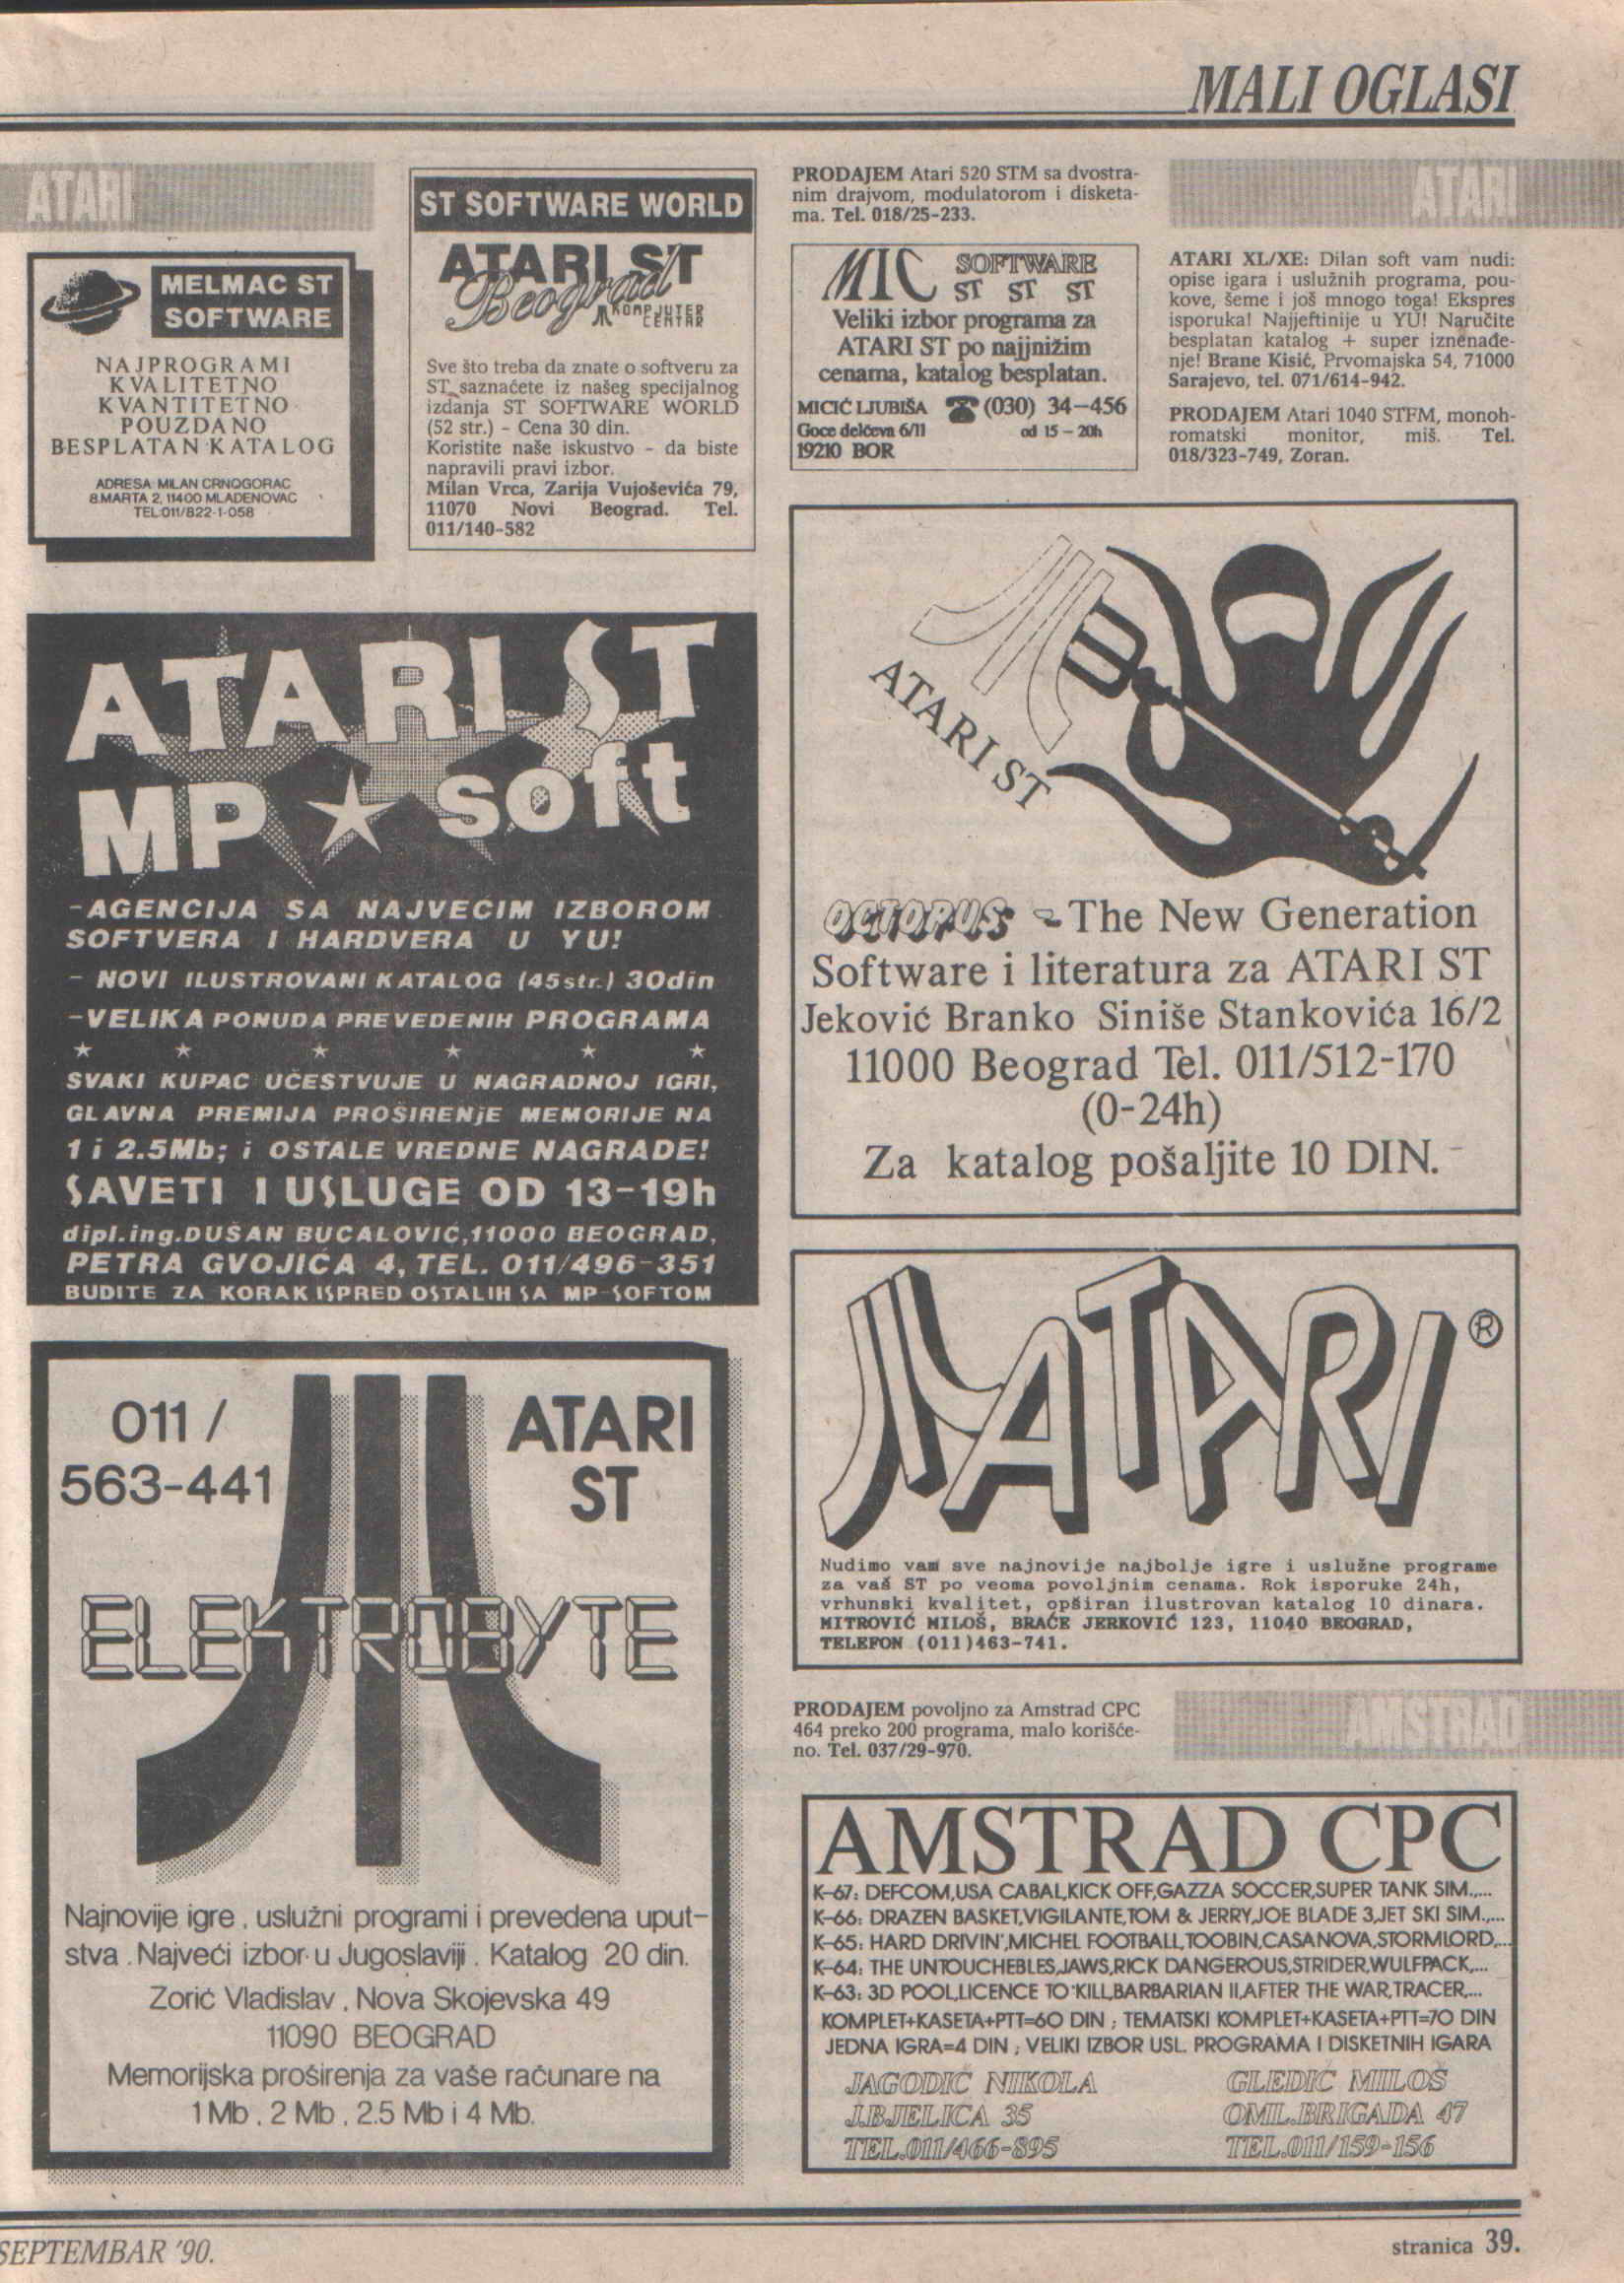 MALI OGLASI
ATARI
MELMAC ST
SOFTWARE
NAJPROGRAMI
KVALITETNO
KVANTITETNO
POUZDANO
BESPLATAN KATALOG
ADRESA: MILAN CRNOGORAC
8.MARTA 2, 11400 MLADENOVAC
TEL:011/822-1-058
ST SOFTWARE WORLD
ATARI ST
Beograd
KOMPJUTER
CENTAR
Sve što treba da znate o softveru za
ST saznaćete iz našeg specijalnog
izdanja ST SOFTWARE WORLD
(52 str.) – Cena 30 din.
Koristite naše iskustvo – da biste
napravili pravi izbor.
Milan Vrca, Zarija Vujoševića 79,
11070 Novi Beograd. Tel.
011/140-582
ATARI ST
MP ★ soft
-AGENCIJA SA NAJVECIM IZBOROM
SOFTVERA I HARDVERA U YU!
- NOVI ILUSTROVANI KATALOG (45str.) 30din
-VELIKA PONUDA PREVEDENIH PROGRAMA
★ ★ ★ ★ ★ ★
SVAKI KUPAC UČESTVUJE U NAGRADNOJ IGRI,
GLAVNA PREMIJA PROŠIRENjE MEMORIJE NA
1 i 2.5Mb; i OSTALE VREDNE NAGRADE!
SAVETI I USLUGE OD 13-19h
dipl.ing.DUŠAN BUCALOVIĆ,11000 BEOGRAD,
PETRA GVOJIĆA 4, TEL. 011/496-351
BUDITE ZA KORAK ISPRED OSTALIH SA MP-SOFTOM
011/
563-441
ATARI
ST
ELEKTROBYTE
Najnovije igre , uslužni programi i prevedena uput-
stva . Najveći izbor u Jugoslaviji . Katalog 20 din.
Zorić Vladislav , Nova Skojevska 49
11090 BEOGRAD
Memorijska proširenja za vaše računare na
1 Mb , 2 Mb , 2.5 Mb i 4 Mb.
PRODAJEM Atari 520 STM sa dvostra-
nim drajvom, modulatorom i disketa-
ma. Tel. 018/25-233.
MIC SOFTWARE
ST ST ST
Veliki izbor programa za
ATARI ST po najjnižim
cenama, katalog besplatan.
MICIĆ LJUBIŠA ☎ (030) 34–456
Goce delčeva 6/11 od 15 – 20h
19210 BOR
ATARI
ATARI XL/XE: Dilan soft vam nudi:
opise igara i uslužnih programa, pou-
kove, šeme i još mnogo toga! Ekspres
isporuka! Najjeftinije u YU! Naručite
besplatan katalog + super iznenađe-
nje! Brane Kisić, Prvomajska 54, 71000
Sarajevo, tel. 071/614-942.
PRODAJEM Atari 1040 STFM, monoh-
romatski monitor, miš. Tel.
018/323-749, Zoran.
ATARI ST
OCTOPUS - The New Generation
Software i literatura za ATARI ST
Jeković Branko Siniše Stankovića 16/2
11000 Beograd Tel. 011/512-170
(0-24h)
Za katalog pošaljite 10 DIN.
ATARI ®
Nudimo vam sve najnovije najbolje igre i uslužne programe
za vaš ST po veoma povoljnim cenama. Rok isporuke 24h,
vrhunski kvalitet, opširan ilustrovan katalog 10 dinara.
MITROVIĆ MILOŠ, BRAĆE JERKOVIĆ 123, 11040 BEOGRAD,
TELEFON (011)463-741.
PRODAJEM povoljno za Amstrad CPC
464 preko 200 programa, malo korišće-
no. Tel. 037/29-970.
AMSTRAD
AMSTRAD CPC
K-67: DEFCOM,USA CABAL,KICK OFF,GAZZA SOCCER,SUPER TANK SIM.,...
K-66: DRAZEN BASKET,VIGILANTE,TOM & JERRY,JOE BLADE 3,JET SKI SIM.,...
K-65: HARD DRIVIN',MICHEL FOOTBALL,TOOBIN,CASANOVA,STORMLORD,...
K-64: THE UNTOUCHEBLES,JAWS,RICK DANGEROUS,STRIDER,WULFPACK,...
K-63: 3D POOL,LICENCE TO KILL,BARBARIAN II,AFTER THE WAR,TRACER,...
KOMPLET+KASETA+PTT=60 DIN ; TEMATSKI KOMPLET+KASETA+PTT=70 DIN
JEDNA IGRA=4 DIN ; VELIKI IZBOR USL. PROGRAMA I DISKETNIH IGARA
JAGODIĆ NIKOLA
J.BJELICA 35
TEL.011/466-895
GLEDIĆ MILOŠ
OML.BRIGADA 47
TEL.011/159-156
SEPTEMBAR '90.
stranica 39.